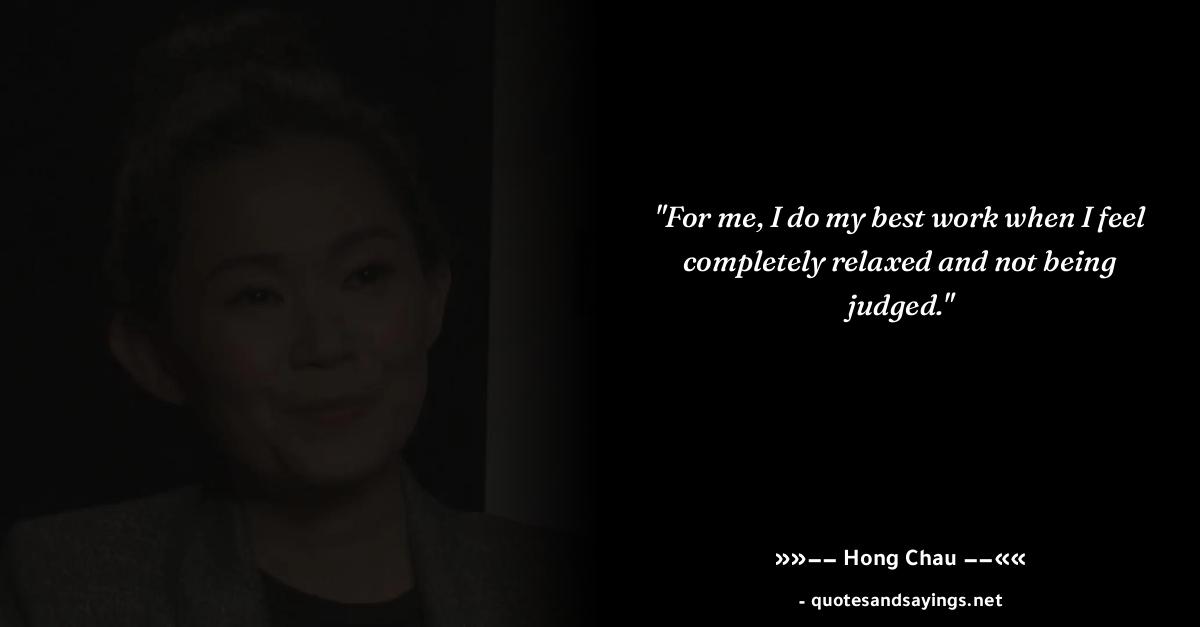 "For me, I do my best work when I feel
completely relaxed and not being
judged."
»»–– Hong Chau ––««
- quotesandsayings.net